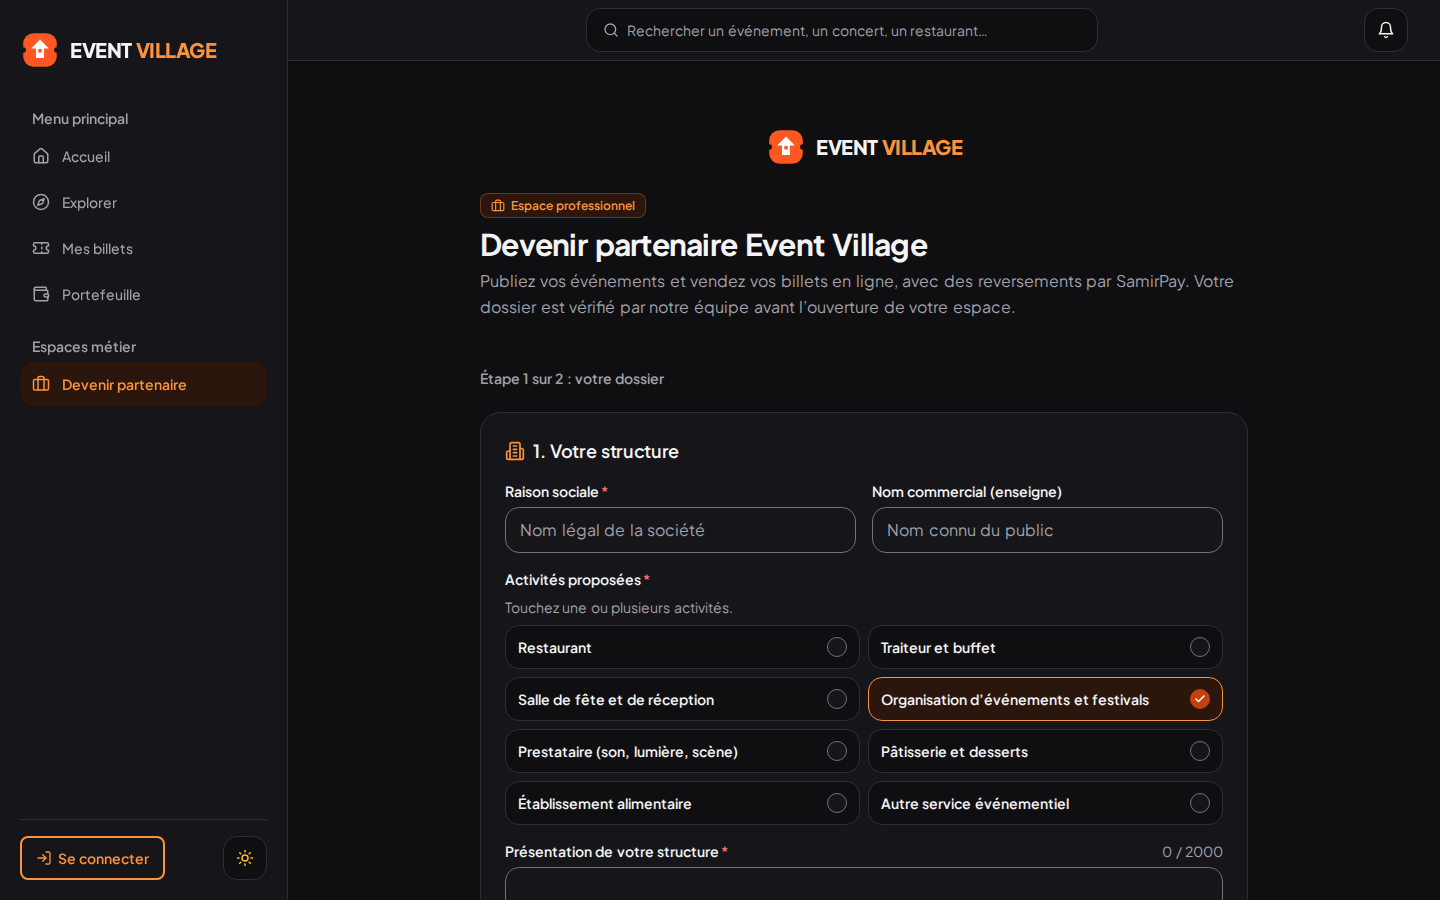 EVENT VILLAGE
Rechercher un événement, un concert, un restaurant…
Menu principal
Accueil
Explorer
Mes billets
Portefeuille
Espaces métier
Devenir partenaire
Se connecter
EVENT VILLAGE
Espace professionnel
Devenir partenaire Event Village
Publiez vos événements et vendez vos billets en ligne, avec des reversements par SamirPay. Votre
dossier est vérifié par notre équipe avant l’ouverture de votre espace.
Étape 1 sur 2 : votre dossier
1. Votre structure
Raison sociale *
Nom commercial (enseigne)
Nom légal de la société
Nom connu du public
Activités proposées *
Touchez une ou plusieurs activités.
Restaurant
Traiteur et buffet
Salle de fête et de réception
Organisation d’événements et festivals
Prestataire (son, lumière, scène)
Pâtisserie et desserts
Établissement alimentaire
Autre service événementiel
Présentation de votre structure *
0 / 2000